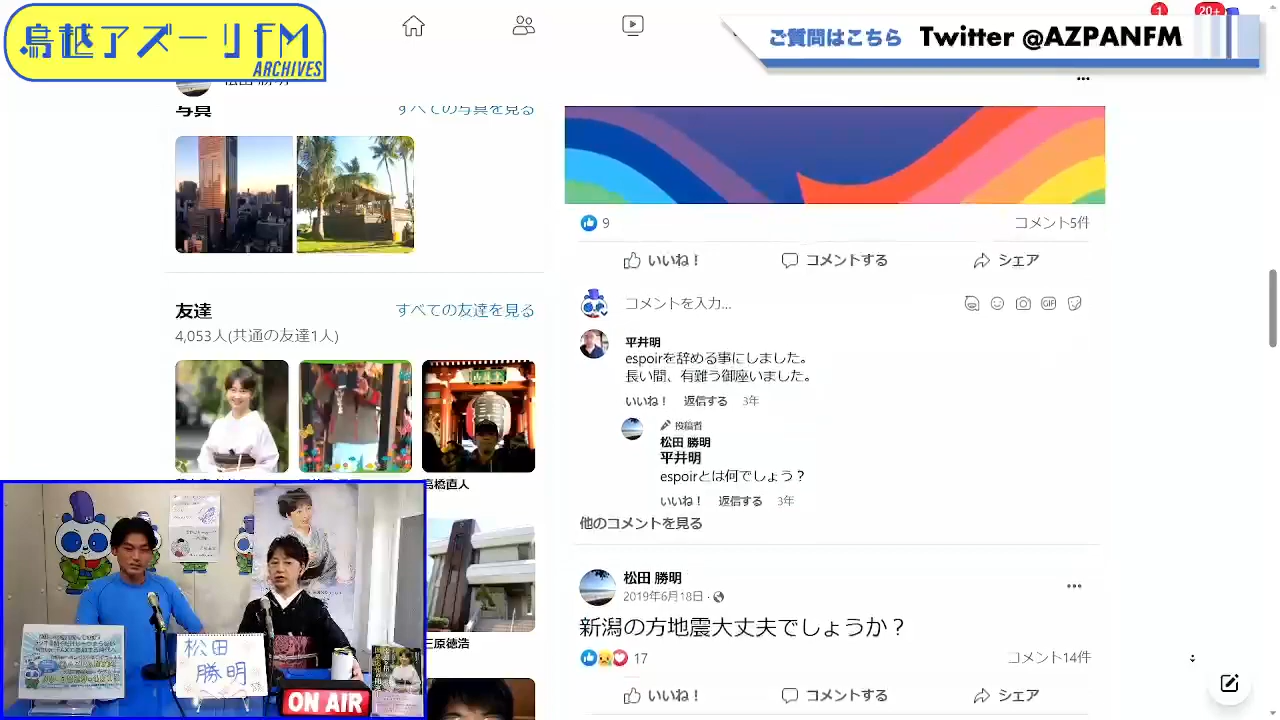 鳥越アズーリFM
ARCHIVES
ご質問はこちら Twitter @AZPANFM
1
20+
写真
すべての写真を見る
友達
すべての友達を見る
4,053人(共通の友達1人)
高橋直人
三原徳浩
9
コメント5件
いいね！
コメントする
シェア
コメントを入力...
GIF
平井明
espoirを辞める事にしました。
長い間、有難う御座いました。
いいね！ 返信する 3年
投稿者
松田 勝明
平井明
espoirとは何でしょう？
いいね！ 返信する 3年
他のコメントを見る
松田 勝明
2019年6月18日
新潟の方地震大丈夫でしょうか？
17
コメント14件
いいね！
コメントする
シェア
松田
勝明
ON AIR